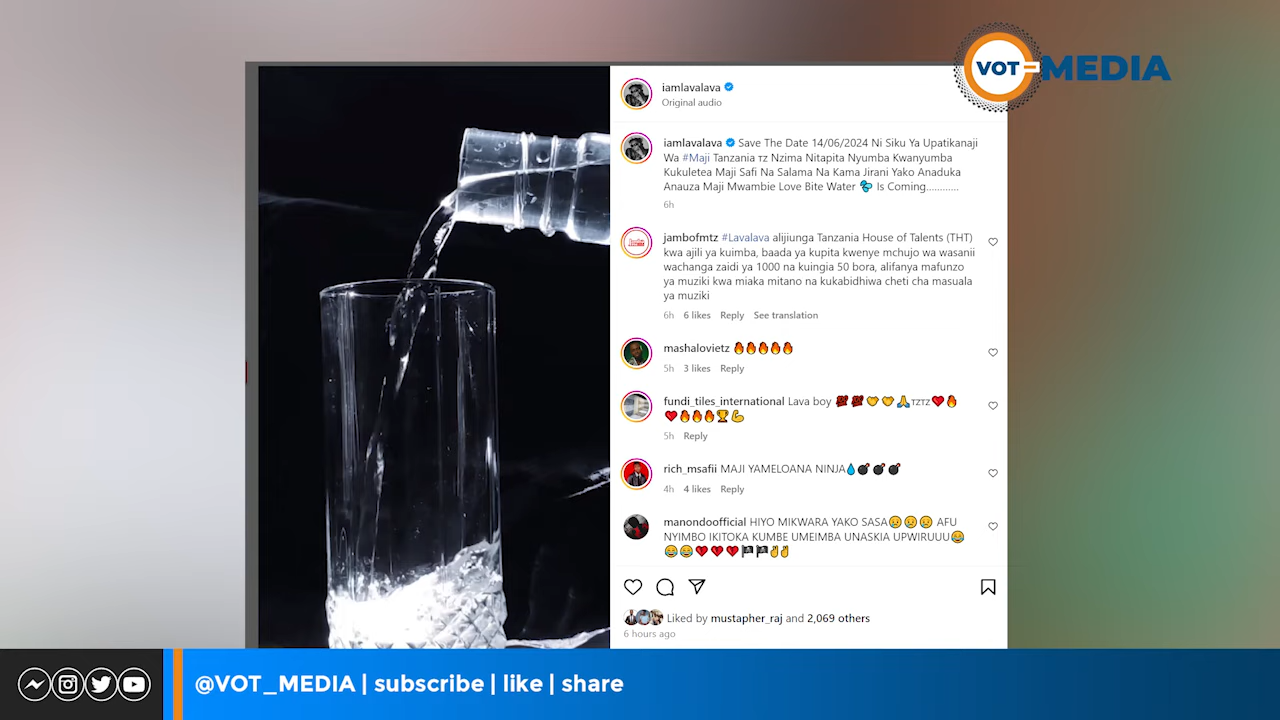 VOT-MEDIA
iamlavalava
Original audio
iamlavalava Save The Date 14/06/2024 Ni Siku Ya Upatikanaji
Wa #Maji Tanzania ᴛᴢ Nzima Nitapita Nyumba Kwanyumba
Kukuletea Maji Safi Na Salama Na Kama Jirani Yako Anaduka
Anauza Maji Mwambie Love Bite Water 🫧 Is Coming............
6h
jambofmtz #Lavalava alijiunga Tanzania House of Talents (THT)
kwa ajili ya kuimba, baada ya kupita kwenye mchujo wa wasanii
wachanga zaidi ya 1000 na kuingia 50 bora, alifanya mafunzo
ya muziki kwa miaka mitano na kukabidhiwa cheti cha masuala
ya muziki
6h 6 likes Reply See translation
mashalovietz 🔥🔥🔥🔥🔥
5h 3 likes Reply
fundi_tiles_international Lava boy 💯💯🤝🤝🙏ᴛᴢᴛᴢ❤️🔥
❤️🔥🔥🔥🏆💪
5h Reply
rich_msafii MAJI YAMELOANA NINJA💧💣💣💣
4h 4 likes Reply
manondoofficial HIYO MIKWARA YAKO SASA😣😣😣 AFU
NYIMBO IKITOKA KUMBE UMEIMBA UNASKIA UPWIRUUU😂
😂😂❤️❤️❤️🏴‍☠️🏴‍☠️✌️✌️
Liked by mustapher_raj and 2,069 others
6 hours ago
@VOT_MEDIA | subscribe | like | share